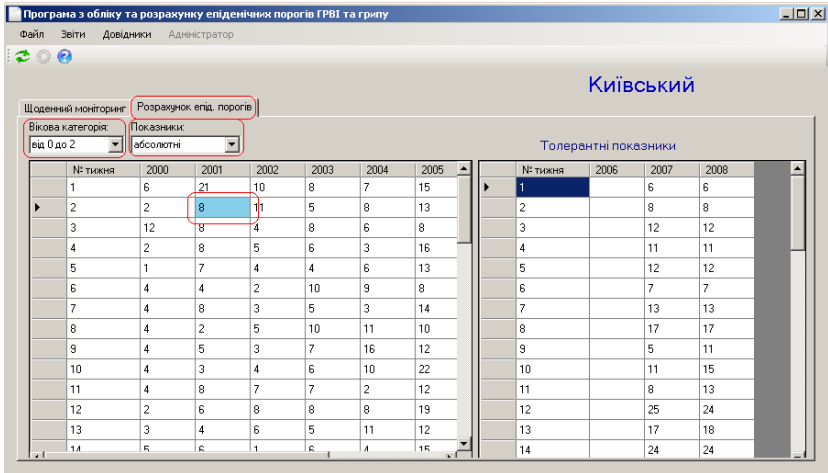 Програма з обліку та розрахунку епідемічних порогів ГРВІ та грипу
Файл Звіти Довідники Адміністратор
Київський
Щоденний моніторинг Розрахунок епід. порогів
Вікова категорія: Показники:
від 0 до 2 абсолютні
Толерантні показники
№ тижня 2000 2001 2002 2003 2004 2005 № тижня 2006 2007 2008
1 6 21 10 8 7 15 1 6 6
2 2 8 11 5 8 13 2 8 8
3 12 8 4 8 6 8 3 12 12
4 2 8 5 6 3 16 4 11 11
5 1 7 4 4 6 13 5 12 12
6 4 4 2 10 9 8 6 7 7
7 4 8 3 5 3 14 7 13 13
8 4 2 5 10 11 10 8 17 17
9 4 5 3 7 16 12 9 5 11
10 4 3 4 6 10 22 10 11 15
11 4 8 7 7 2 12 11 8 13
12 2 6 8 8 8 19 12 25 24
13 3 4 6 5 11 12 13 17 18
14 5 6 1 6 4 15 14 24 24